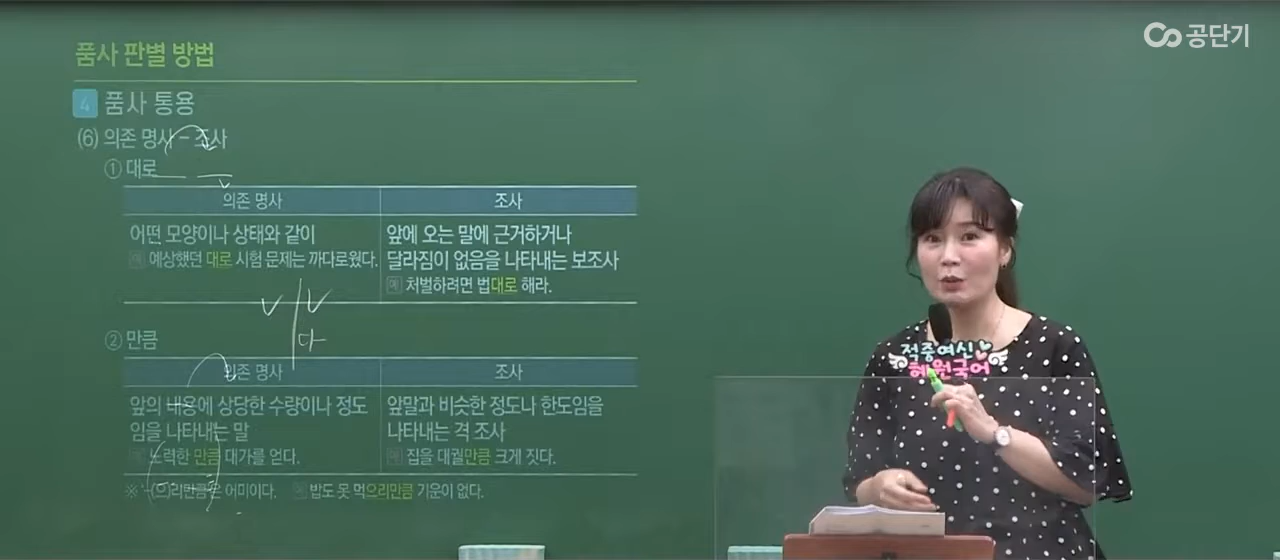 공단기
품사 판별 방법
4 품사 통용
(6) 의존 명사 - 조사
① 대로
의존 명사 조사
어떤 모양이나 상태와 같이
예 예상했던 대로 시험 문제는 까다로웠다.
앞에 오는 말에 근거하거나
달라짐이 없음을 나타내는 보조사
예 처벌하려면 법대로 해라.
다
② 만큼
의존 명사 조사
앞의 내용에 상당한 수량이나 정도
임을 나타내는 말
예 노력한 만큼 대가를 얻다.
앞말과 비슷한 정도나 한도임을
나타내는 격 조사
예 집을 대궐만큼 크게 짓다.
※ '-(으)리만큼'은 어미이다. 예 밥도 못 먹으리만큼 기운이 없다.
적중여신
혜원국어